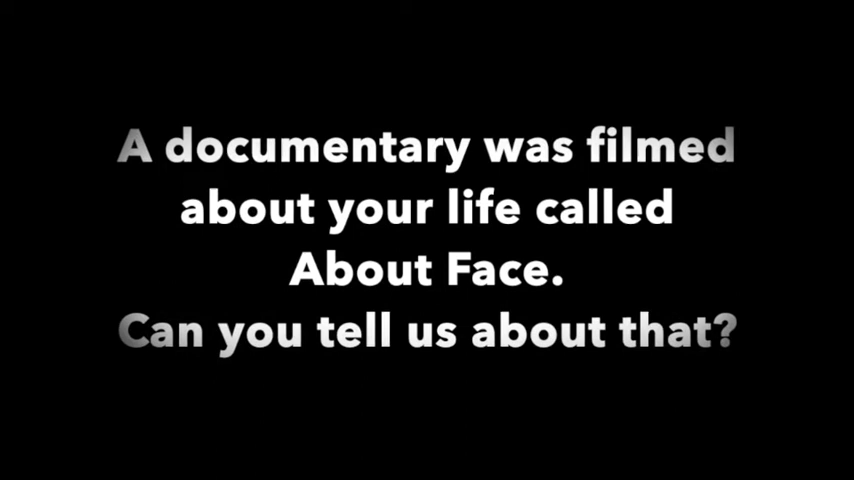 A documentary was filmed
about your life called
About Face.
Can you tell us about that?